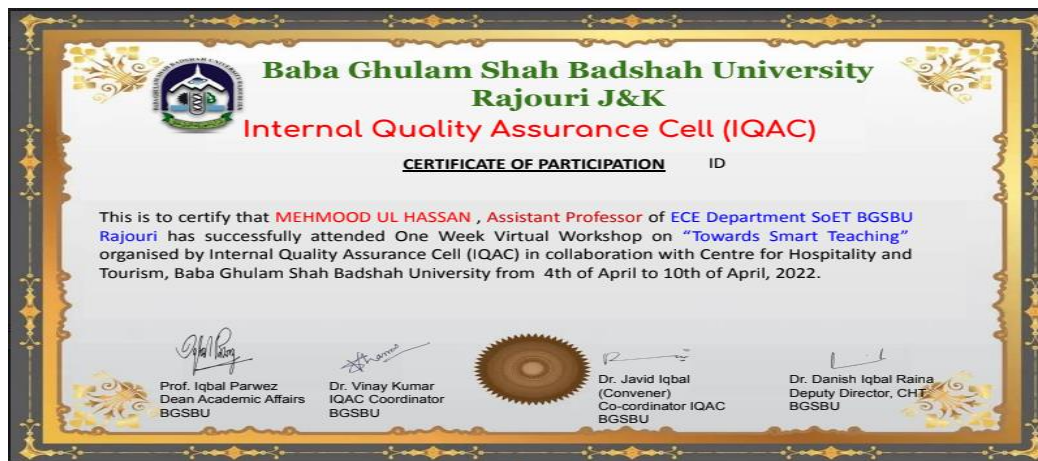 Baba Ghulam Shah Badshah University
Rajouri J&K
Internal Quality Assurance Cell (IQAC)
CERTIFICATE OF PARTICIPATION ID
This is to certify that MEHMOOD UL HASSAN , Assistant Professor of ECE Department SoET BGSBU
Rajouri has successfully attended One Week Virtual Workshop on “Towards Smart Teaching”
organised by Internal Quality Assurance Cell (IQAC) in collaboration with Centre for Hospitality and
Tourism, Baba Ghulam Shah Badshah University from 4th of April to 10th of April, 2022.
Prof. Iqbal Parwez
Dean Academic Affairs
BGSBU
Dr. Vinay Kumar
IQAC Coordinator
BGSBU
Dr. Javid Iqbal
(Convener)
Co-cordinator IQAC
BGSBU
Dr. Danish Iqbal Raina
Deputy Director, CHT
BGSBU